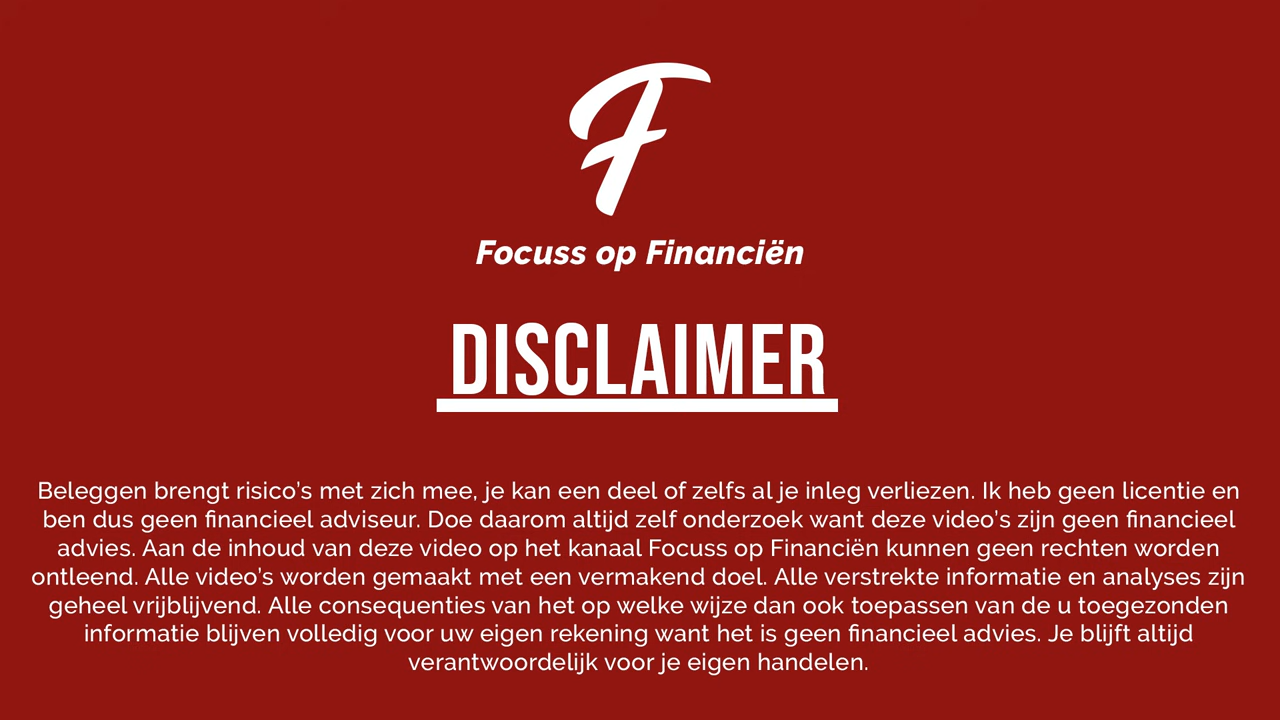 F
Focuss op Financiën
DISCLAIMER
Beleggen brengt risico’s met zich mee, je kan een deel of zelfs al je inleg verliezen. Ik heb geen licentie en
ben dus geen financieel adviseur. Doe daarom altijd zelf onderzoek want deze video’s zijn geen financieel
advies. Aan de inhoud van deze video op het kanaal Focuss op Financiën kunnen geen rechten worden
ontleend. Alle video’s worden gemaakt met een vermakend doel. Alle verstrekte informatie en analyses zijn
geheel vrijblijvend. Alle consequenties van het op welke wijze dan ook toepassen van de u toegezonden
informatie blijven volledig voor uw eigen rekening want het is geen financieel advies. Je blijft altijd
verantwoordelijk voor je eigen handelen.